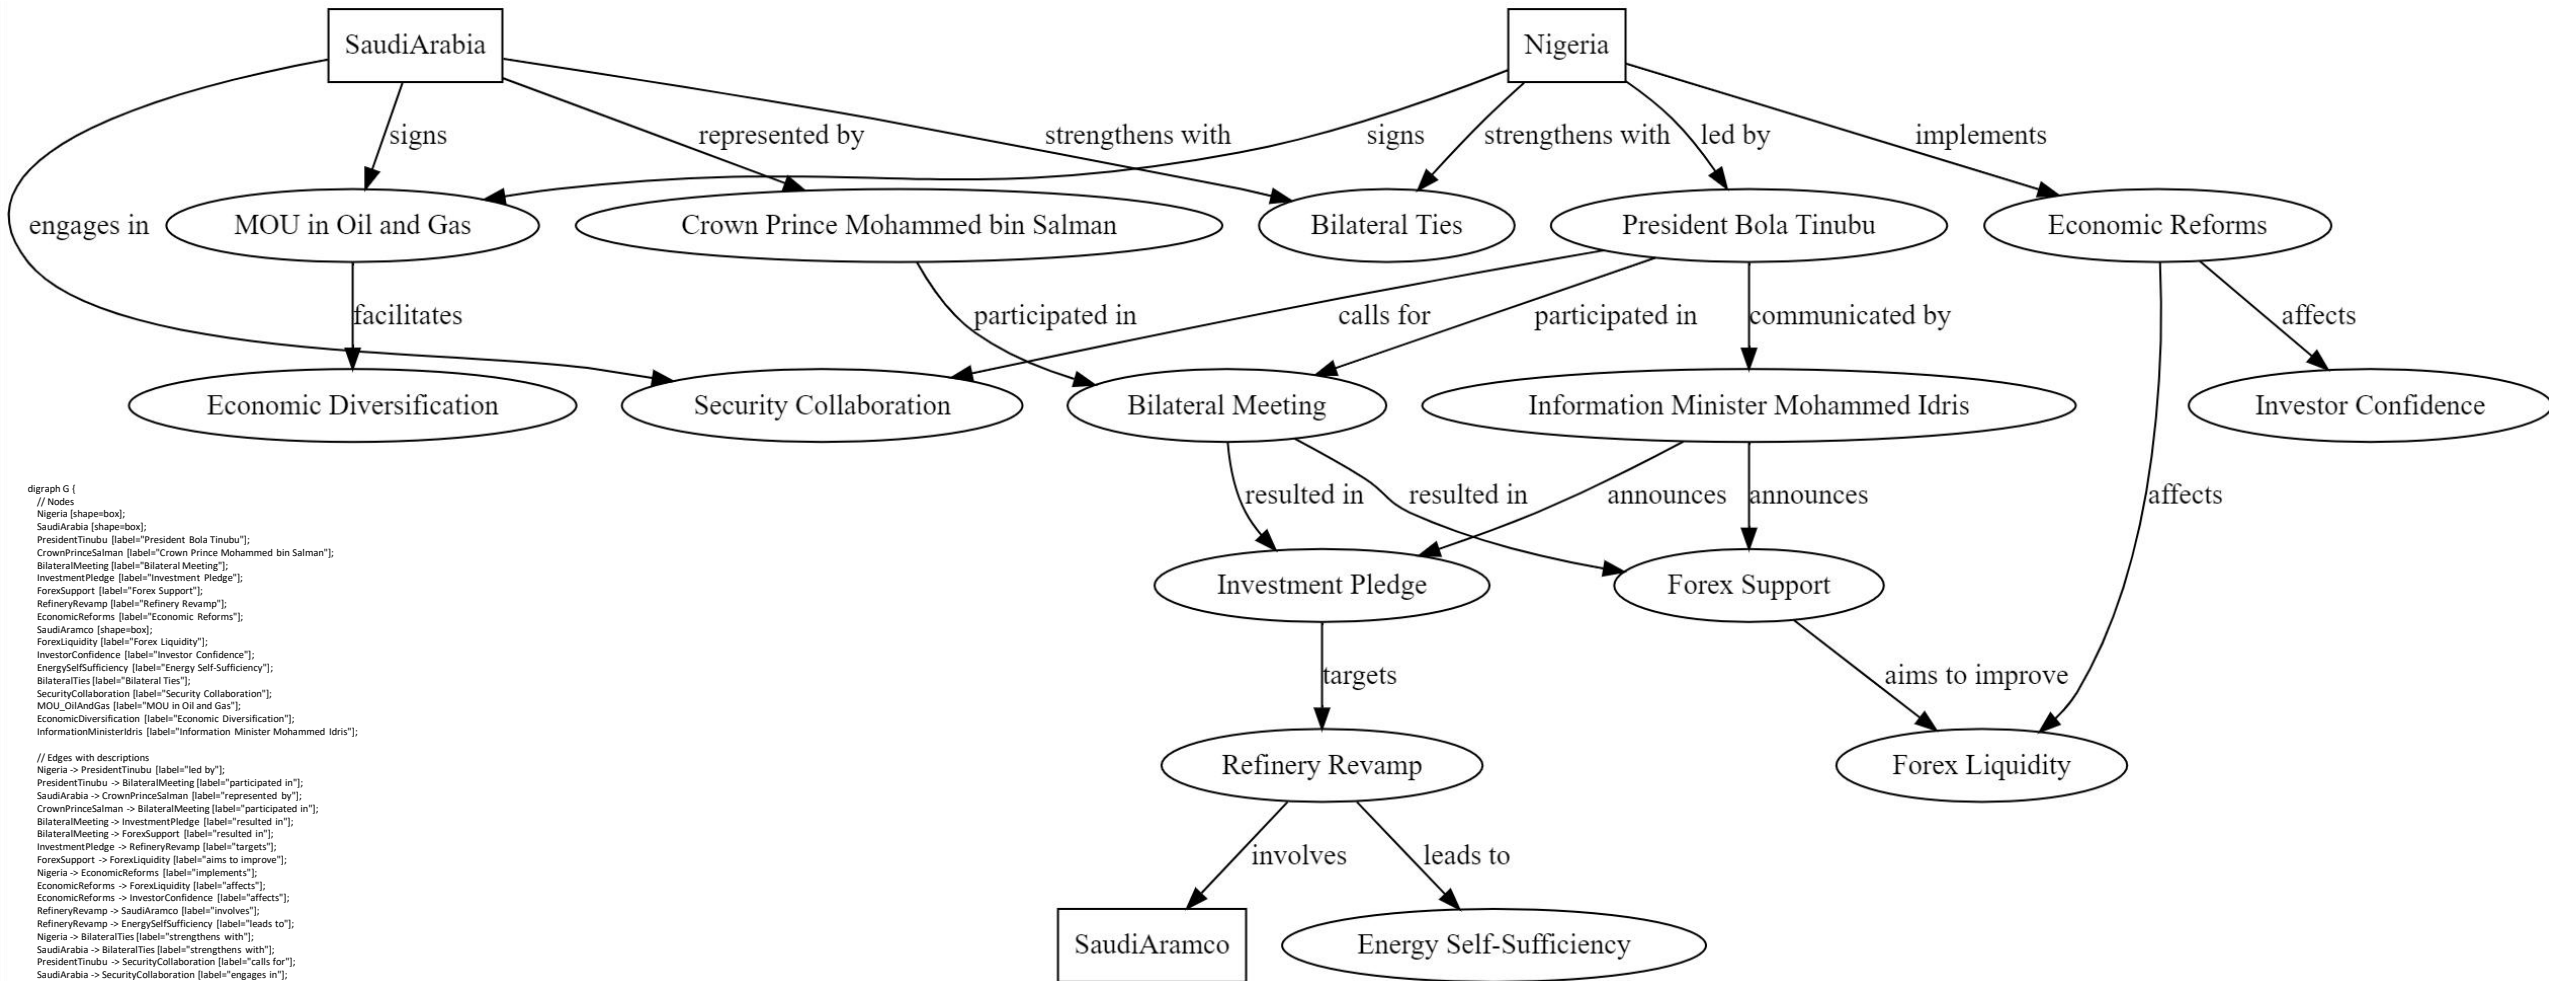 SaudiArabia
Nigeria
signs
represented by
strengthens with
signs
strengthens with
led by
implements
engages in
MOU in Oil and Gas
Crown Prince Mohammed bin Salman
Bilateral Ties
President Bola Tinubu
Economic Reforms
facilitates
participated in
calls for
participated in
communicated by
affects
Economic Diversification
Security Collaboration
Bilateral Meeting
Information Minister Mohammed Idris
Investor Confidence
resulted in
resulted in
announces
announces
affects
Investment Pledge
Forex Support
targets
aims to improve
Refinery Revamp
Forex Liquidity
involves
leads to
SaudiAramco
Energy Self-Sufficiency
digraph G {
// Nodes
Nigeria [shape=box];
SaudiArabia [shape=box];
PresidentTinubu [label="President Bola Tinubu"];
CrownPrinceSalman [label="Crown Prince Mohammed bin Salman"];
BilateralMeeting [label="Bilateral Meeting"];
InvestmentPledge [label="Investment Pledge"];
ForexSupport [label="Forex Support"];
RefineryRevamp [label="Refinery Revamp"];
EconomicReforms [label="Economic Reforms"];
SaudiAramco [shape=box];
ForexLiquidity [label="Forex Liquidity"];
InvestorConfidence [label="Investor Confidence"];
EnergySelfSufficiency [label="Energy Self-Sufficiency"];
BilateralTies [label="Bilateral Ties"];
SecurityCollaboration [label="Security Collaboration"];
MOU_OilAndGas [label="MOU in Oil and Gas"];
EconomicDiversification [label="Economic Diversification"];
InformationMinisterIdris [label="Information Minister Mohammed Idris"];
// Edges with descriptions
Nigeria -> PresidentTinubu [label="led by"];
PresidentTinubu -> BilateralMeeting [label="participated in"];
SaudiArabia -> CrownPrinceSalman [label="represented by"];
CrownPrinceSalman -> BilateralMeeting [label="participated in"];
BilateralMeeting -> InvestmentPledge [label="resulted in"];
BilateralMeeting -> ForexSupport [label="resulted in"];
InvestmentPledge -> RefineryRevamp [label="targets"];
ForexSupport -> ForexLiquidity [label="aims to improve"];
Nigeria -> EconomicReforms [label="implements"];
EconomicReforms -> ForexLiquidity [label="affects"];
EconomicReforms -> InvestorConfidence [label="affects"];
RefineryRevamp -> SaudiAramco [label="involves"];
RefineryRevamp -> EnergySelfSufficiency [label="leads to"];
Nigeria -> BilateralTies [label="strengthens with"];
SaudiArabia -> BilateralTies [label="strengthens with"];
PresidentTinubu -> SecurityCollaboration [label="calls for"];
SaudiArabia -> SecurityCollaboration [label="engages in"];